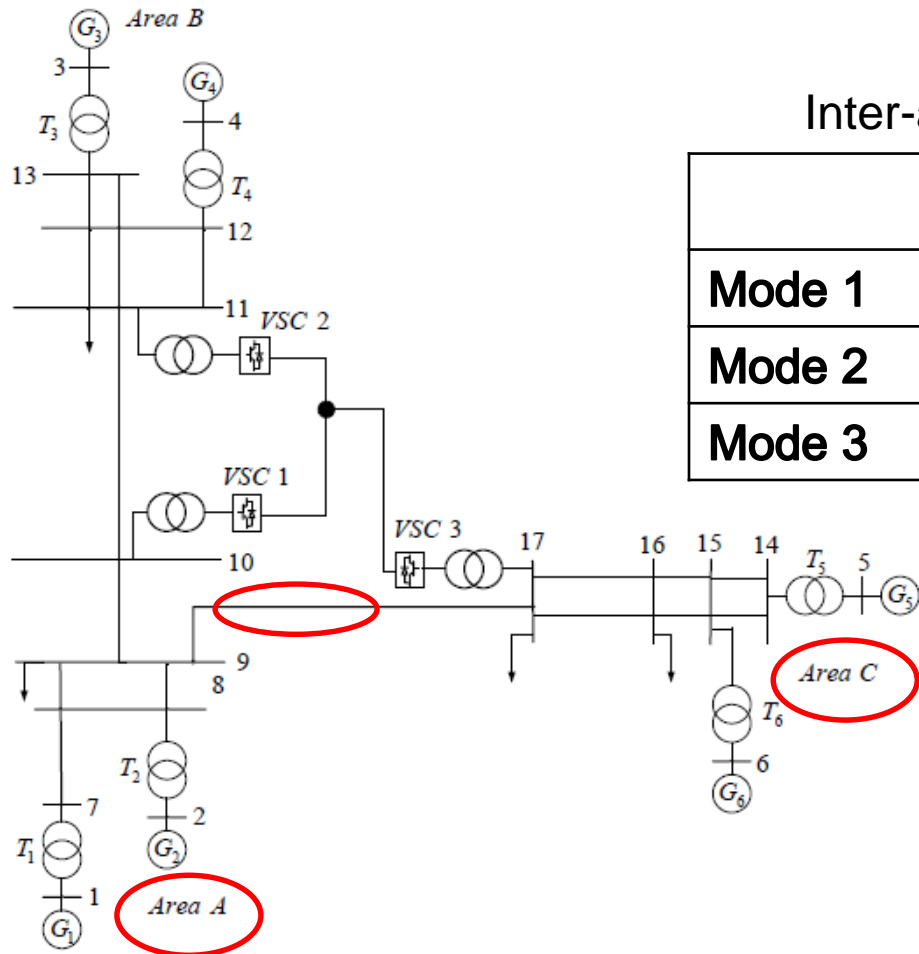 G3 Area B
3
G4
T3
4
Inter-a
13
T4
12
11
VSC 2
Mode 1
Mode 2
Mode 3
VSC 1
VSC 3
17
16
15
14
T5
5
10
G5
9
8
Area C
T6
T2
6
7
2
G6
T1
G2
1
Area A
G1